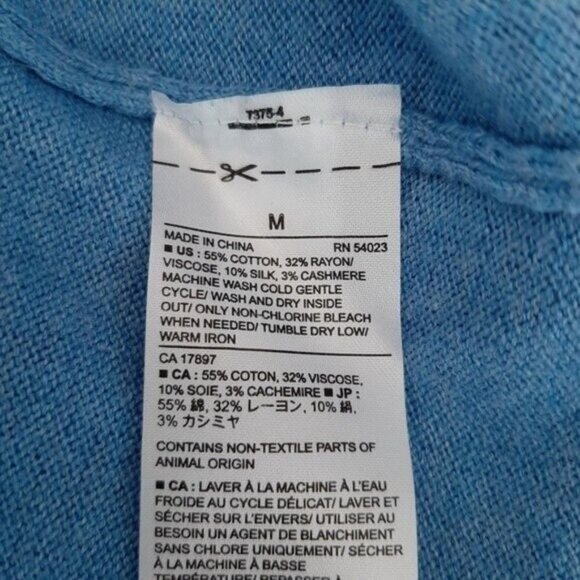 7375-4
M
MADE IN CHINA RN 54023
■ US : 55% COTTON, 32% RAYON/
VISCOSE, 10% SILK, 3% CASHMERE
MACHINE WASH COLD GENTLE
CYCLE/ WASH AND DRY INSIDE
OUT/ ONLY NON-CHLORINE BLEACH
WHEN NEEDED/ TUMBLE DRY LOW/
WARM IRON
CA 17897
■ CA : 55% COTON, 32% VISCOSE,
10% SOIE, 3% CACHEMIRE ■ JP :
55% 綿, 32% レーヨン, 10% 絹,
3% カシミヤ
CONTAINS NON-TEXTILE PARTS OF
ANIMAL ORIGIN
■ CA : LAVER À LA MACHINE À L'EAU
FROIDE AU CYCLE DÉLICAT/ LAVER ET
SÉCHER SUR L'ENVERS/ UTILISER AU
BESOIN UN AGENT DE BLANCHIMENT
SANS CHLORE UNIQUEMENT/ SÉCHER
À LA MACHINE À BASSE
TEMPÉRATURE/ REPASSER À